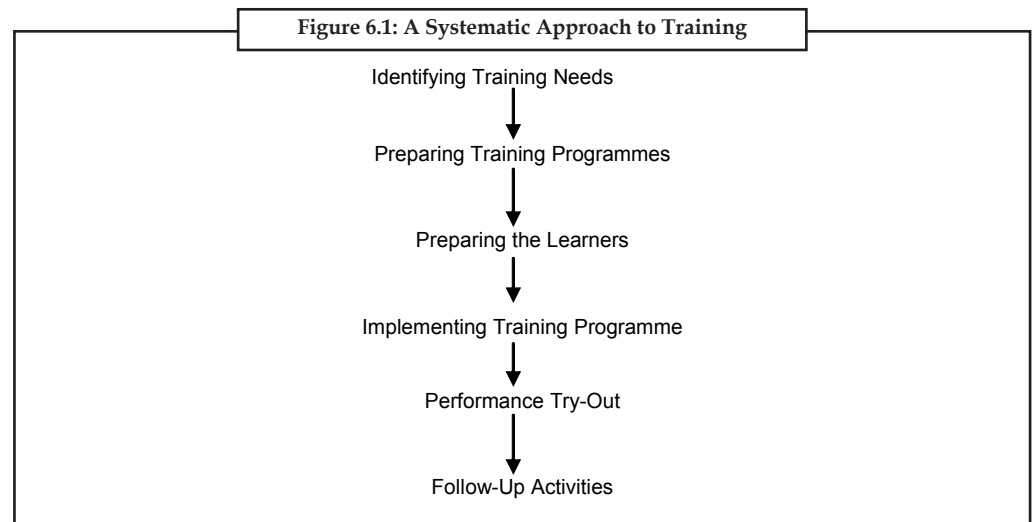 Figure 6.1: A Systematic Approach to Training
Identifying Training Needs
Preparing Training Programmes
Preparing the Learners
Implementing Training Programme
Performance Try-Out
Follow-Up Activities